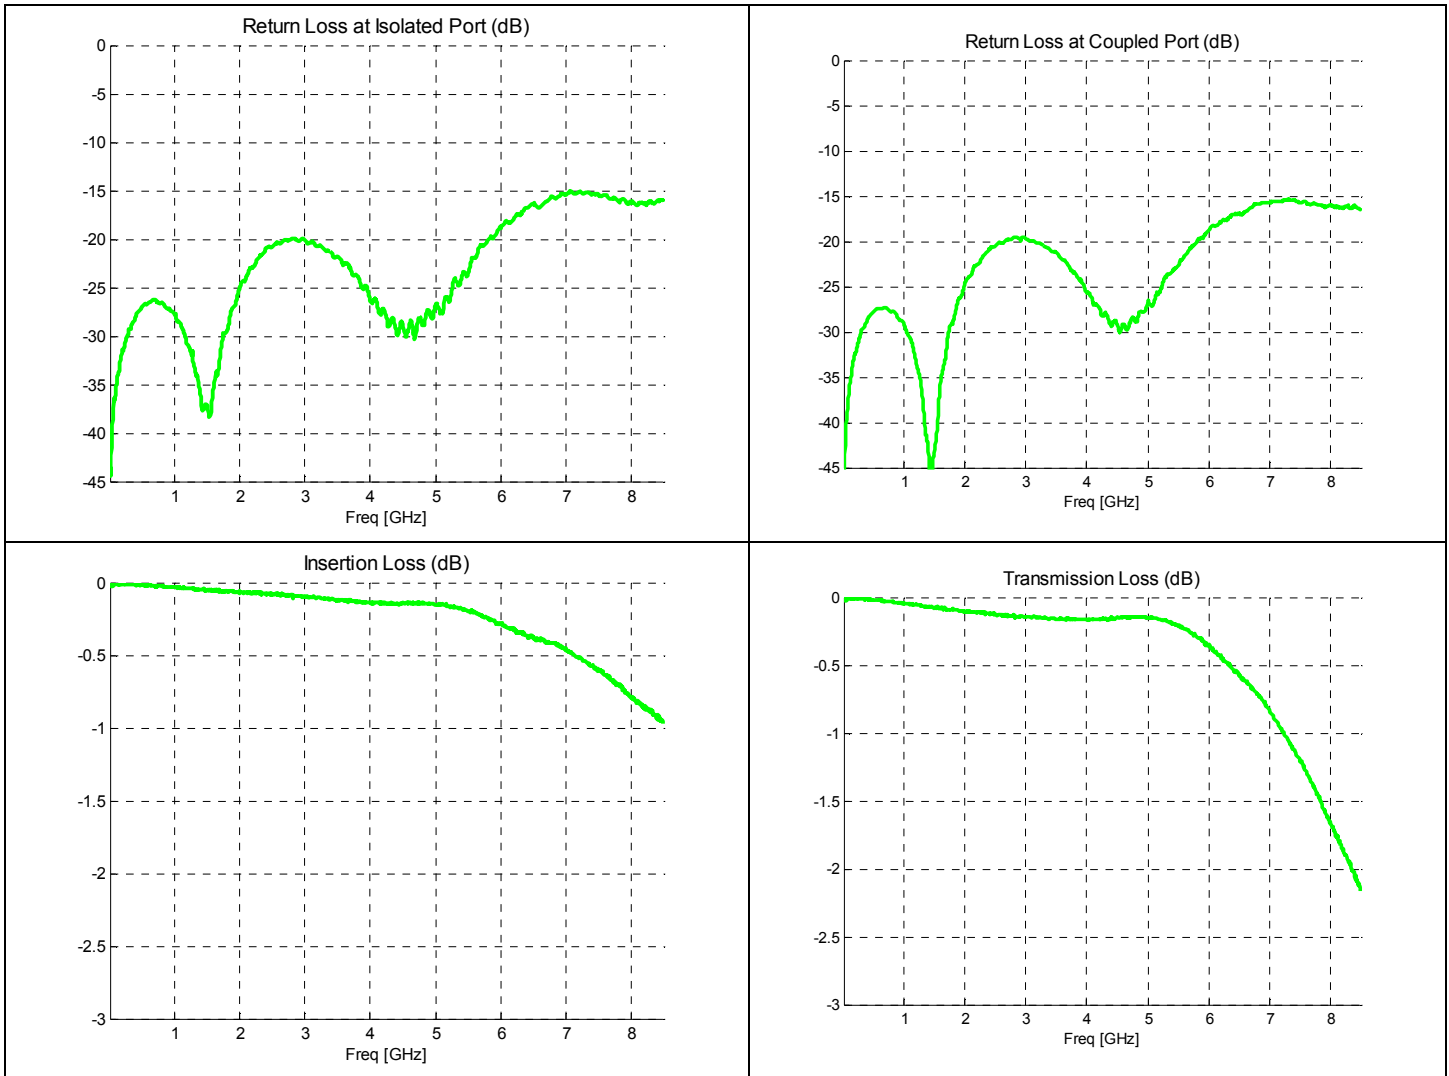 Return Loss at Isolated Port (dB)
0
-5
-10
-15
-20
-25
-30
-35
-40
-45
1 2 3 4 5 6 7 8
Freq [GHz]
Return Loss at Coupled Port (dB)
0
-5
-10
-15
-20
-25
-30
-35
-40
-45
1 2 3 4 5 6 7 8
Freq [GHz]
Insertion Loss (dB)
0
-0.5
-1
-1.5
-2
-2.5
-3
1 2 3 4 5 6 7 8
Freq [GHz]
Transmission Loss (dB)
0
-0.5
-1
-1.5
-2
-2.5
-3
1 2 3 4 5 6 7 8
Freq [GHz]